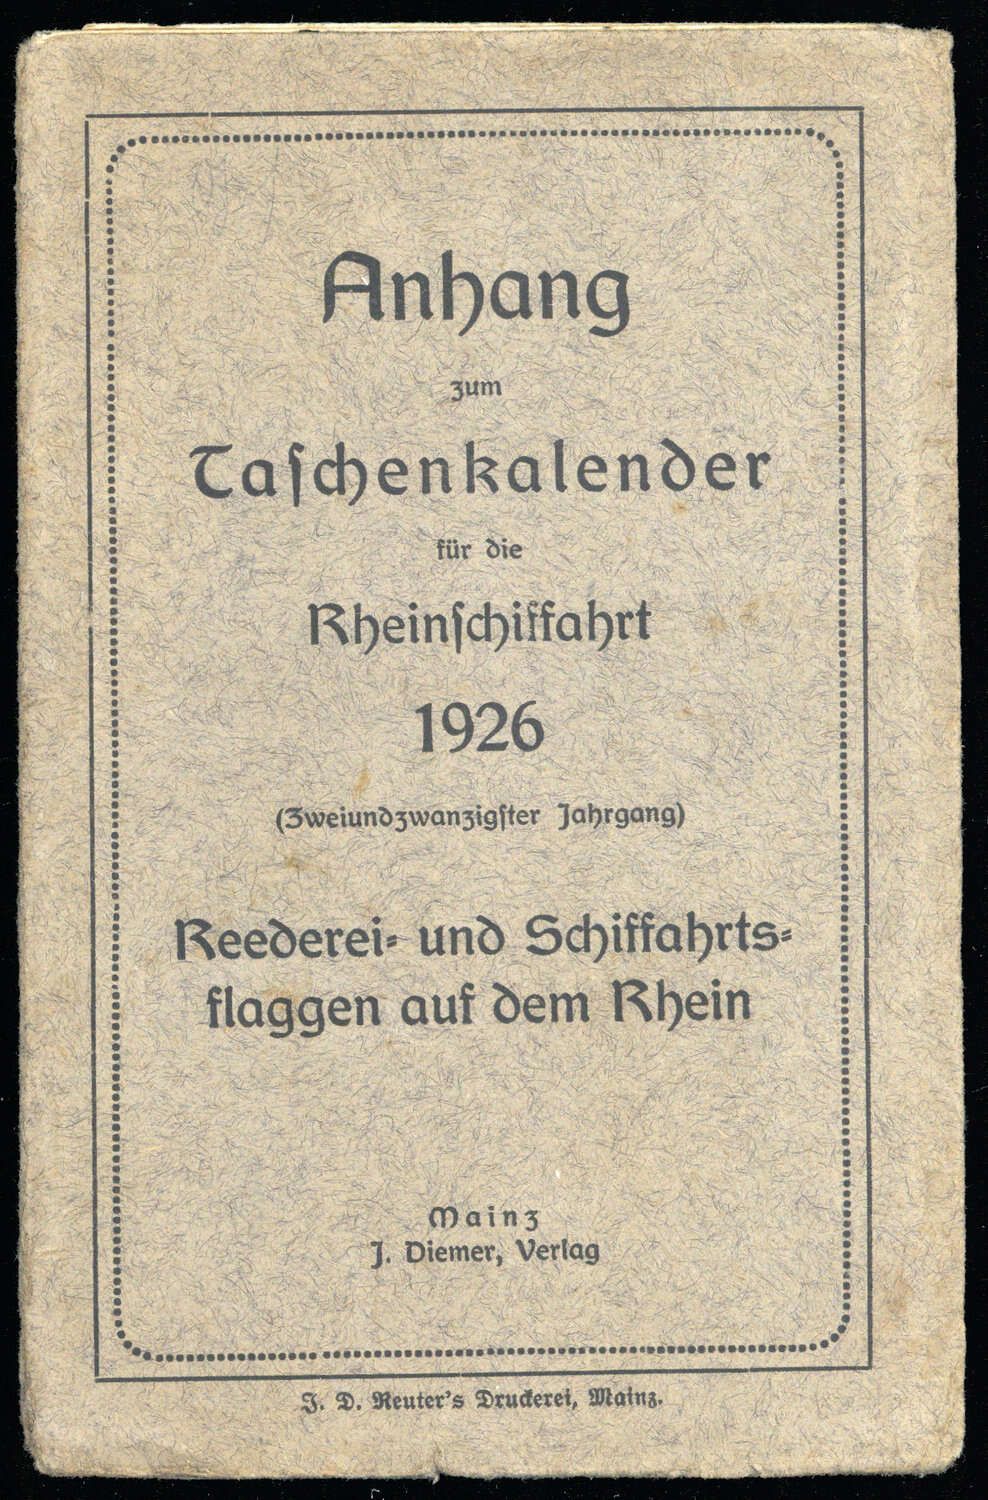 Anhang
zum
Taſchenkalender
für die
Rheinſchiffahrt
1926
(Zweiundzwanzigſter Jahrgang)
Reederei- und Schiffahrts-
flaggen auf dem Rhein
Mainz
J. Diemer, Verlag
J. D. Reuter's Druckerei, Mainz.